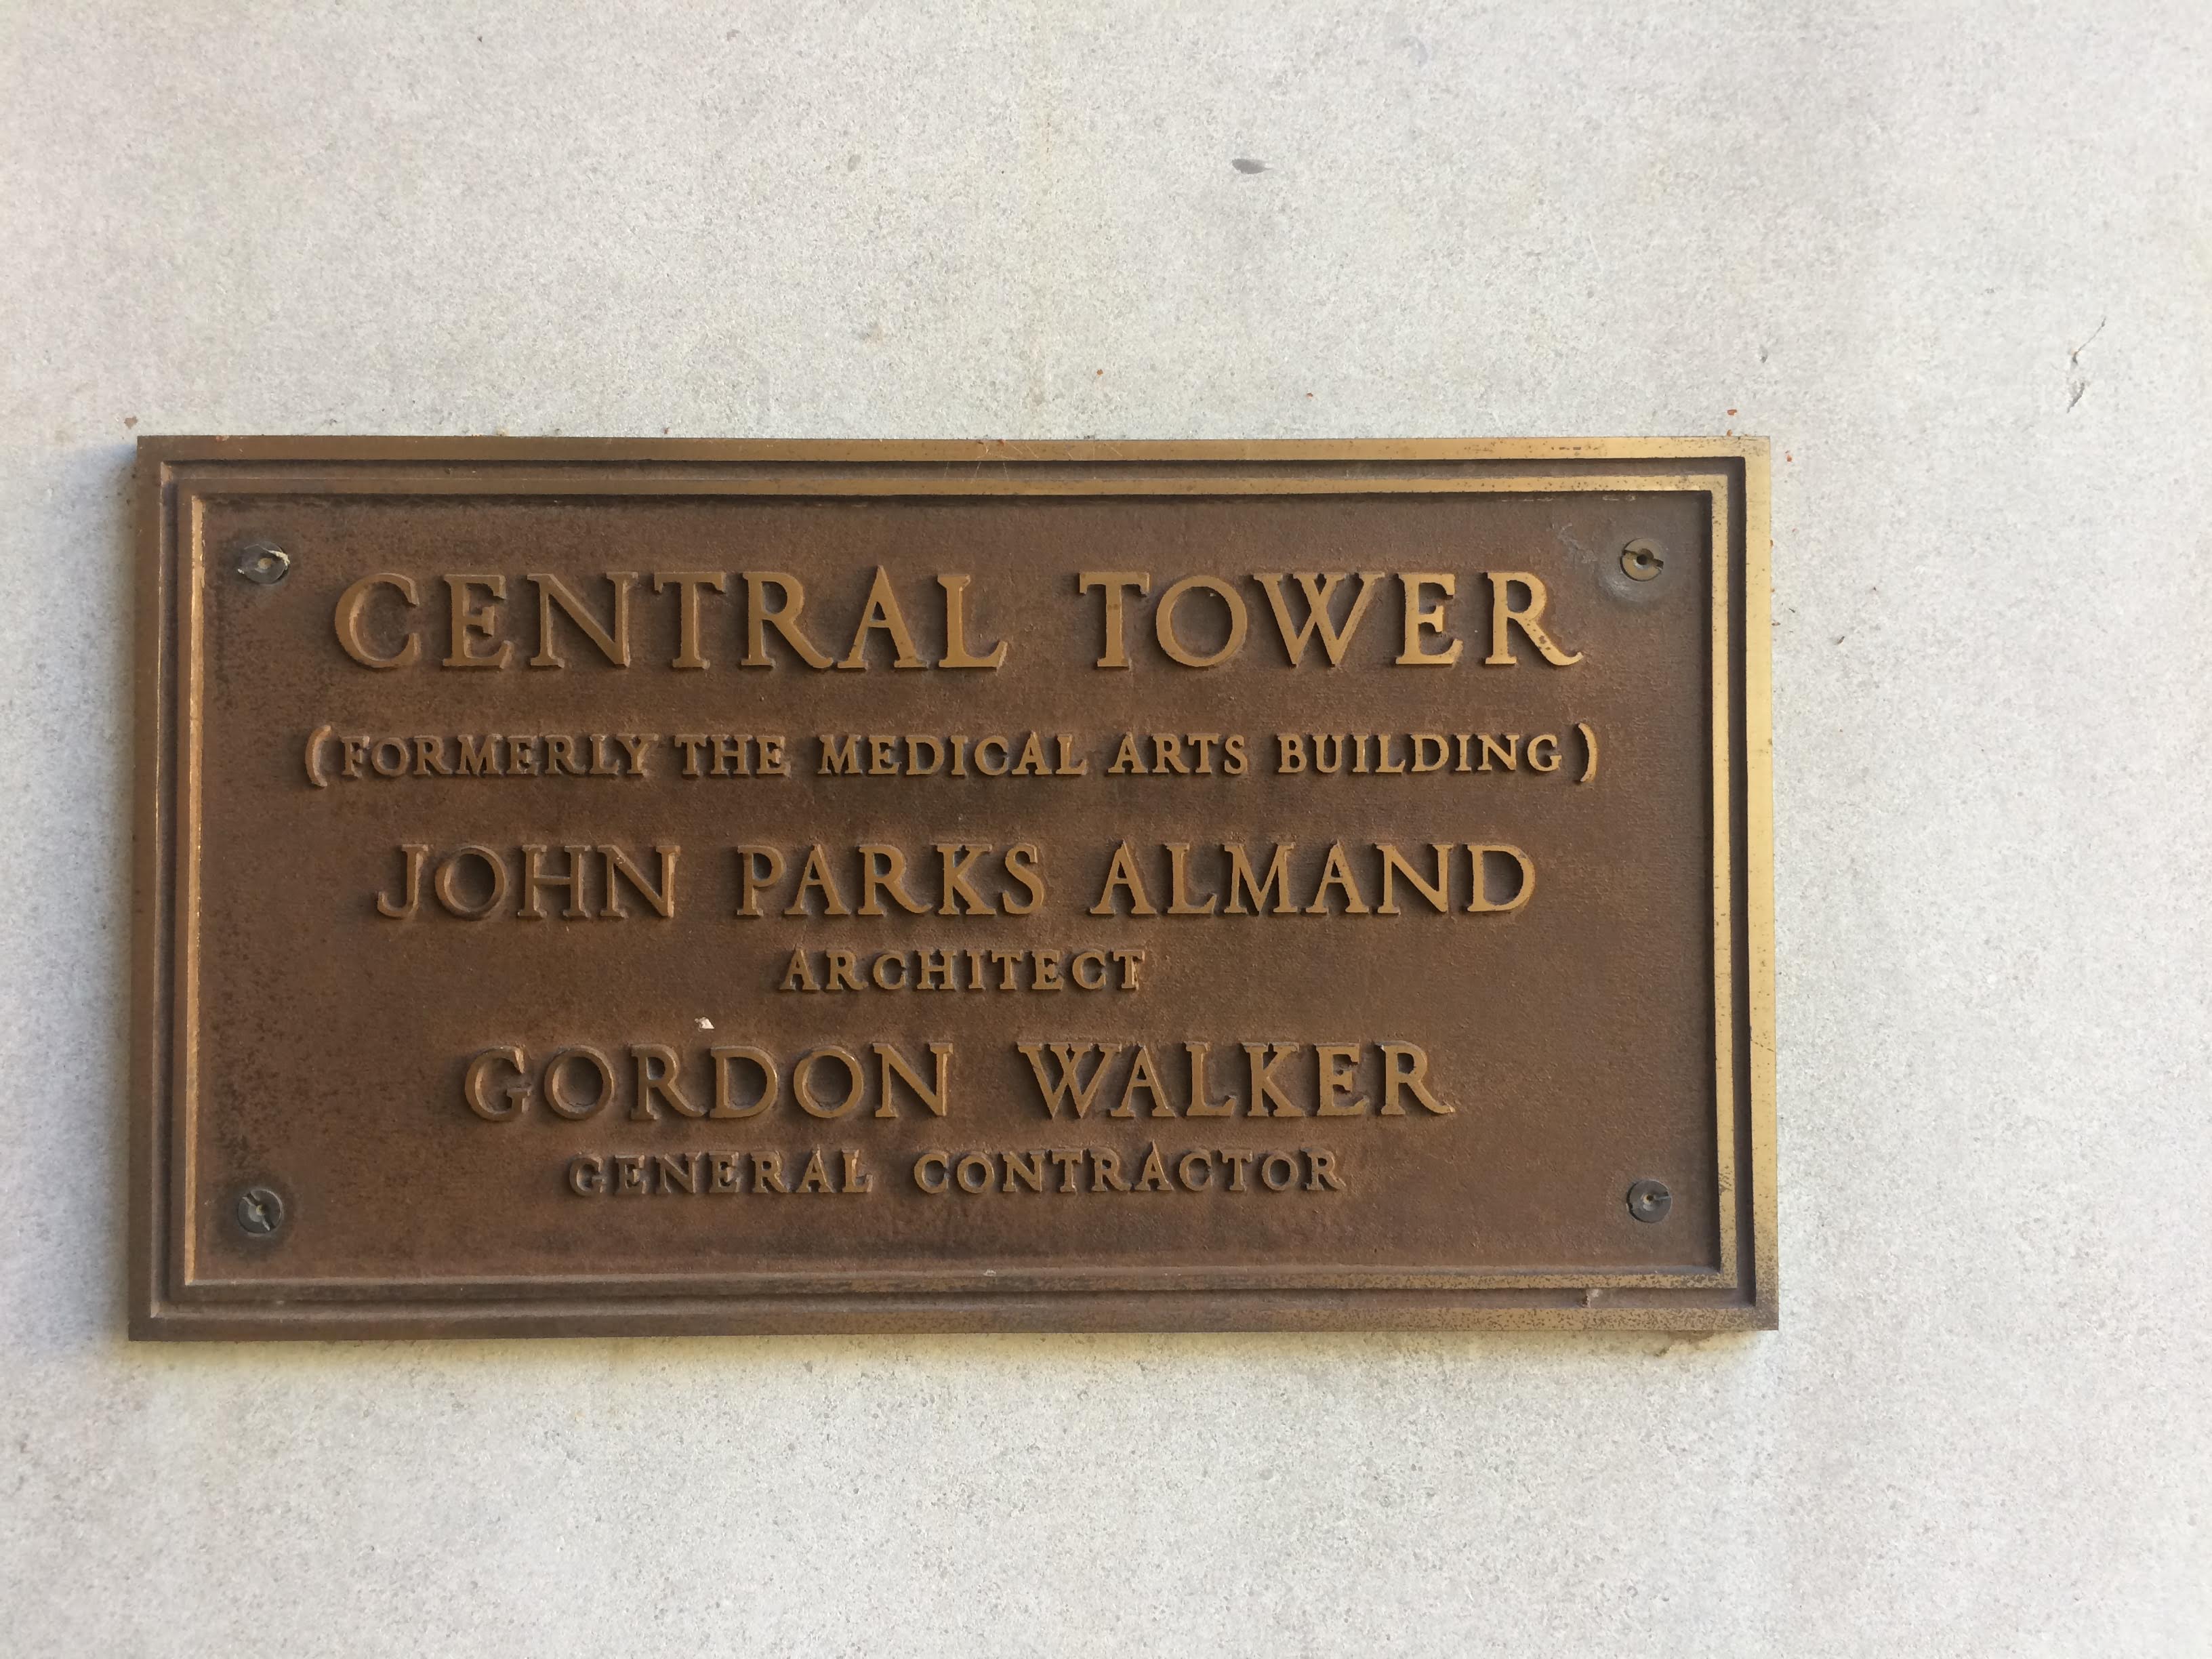 CENTRAL TOWER
(FORMERLY THE MEDICAL ARTS BUILDING)
JOHN PARKS ALMAND
ARCHITECT
GORDON WALKER
GENERAL CONTRACTOR